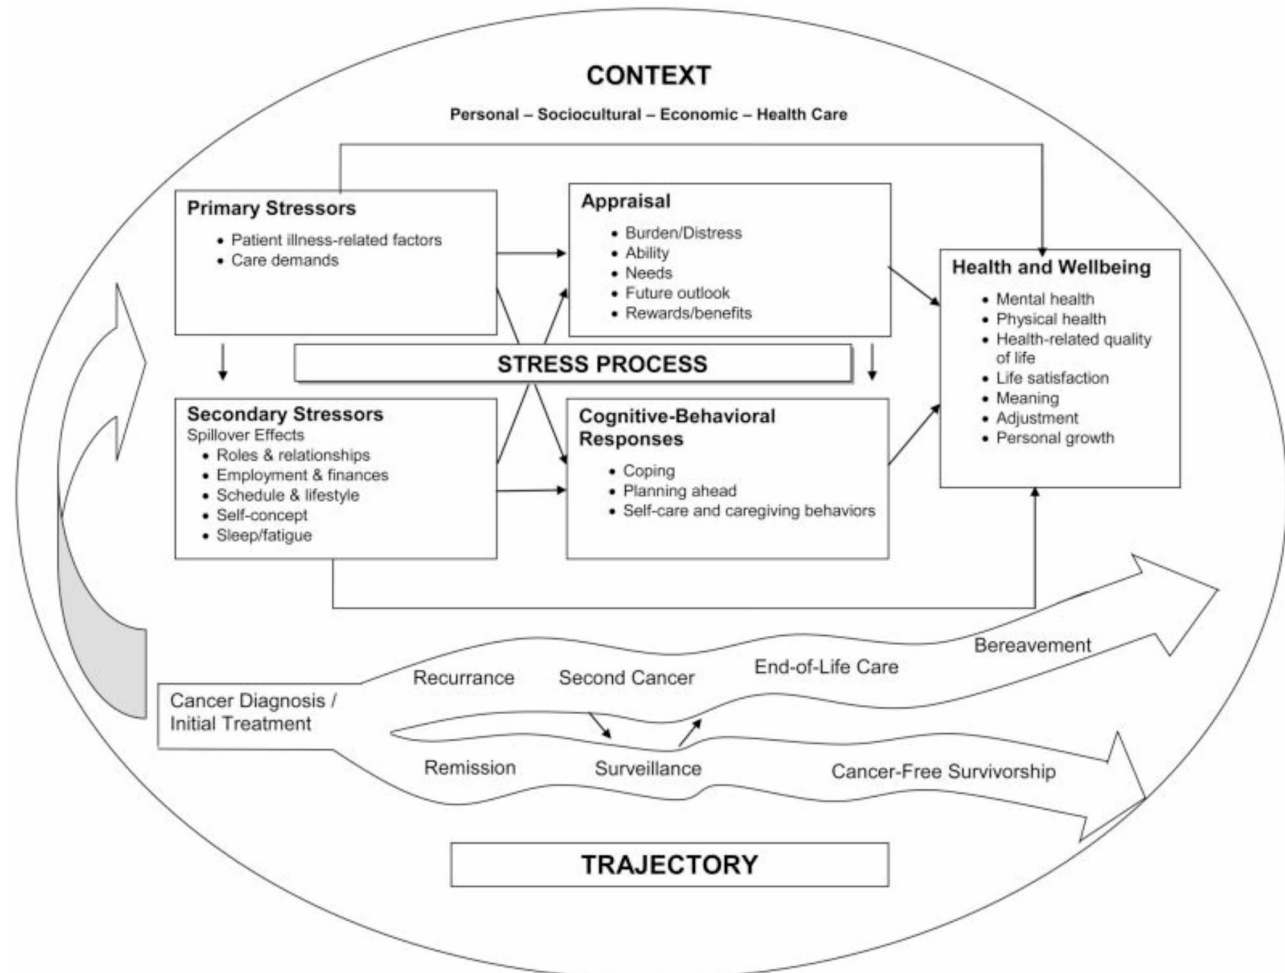 CONTEXT
Personal – Sociocultural – Economic – Health Care
Primary Stressors
• Patient illness-related factors
• Care demands
Appraisal
• Burden/Distress
• Ability
• Needs
• Future outlook
• Rewards/benefits
Health and Wellbeing
• Mental health
• Physical health
• Health-related quality
of life
• Life satisfaction
• Meaning
• Adjustment
• Personal growth
STRESS PROCESS
Secondary Stressors
Spillover Effects
• Roles & relationships
• Employment & finances
• Schedule & lifestyle
• Self-concept
• Sleep/fatigue
Cognitive-Behavioral
Responses
• Coping
• Planning ahead
• Self-care and caregiving behaviors
Cancer Diagnosis /
Initial Treatment
Recurrance
Second Cancer
End-of-Life Care
Bereavement
Remission
Surveillance
Cancer-Free Survivorship
TRAJECTORY